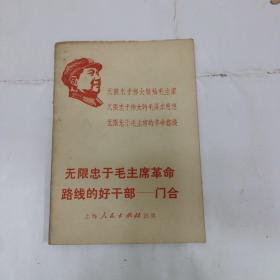 无限忠于伟大领袖毛主席
无限忠于伟大的毛泽东思想
无限忠于毛主席的革命路线
无限忠于毛主席革命
路线的好干部——门合
上海人民出版社出版